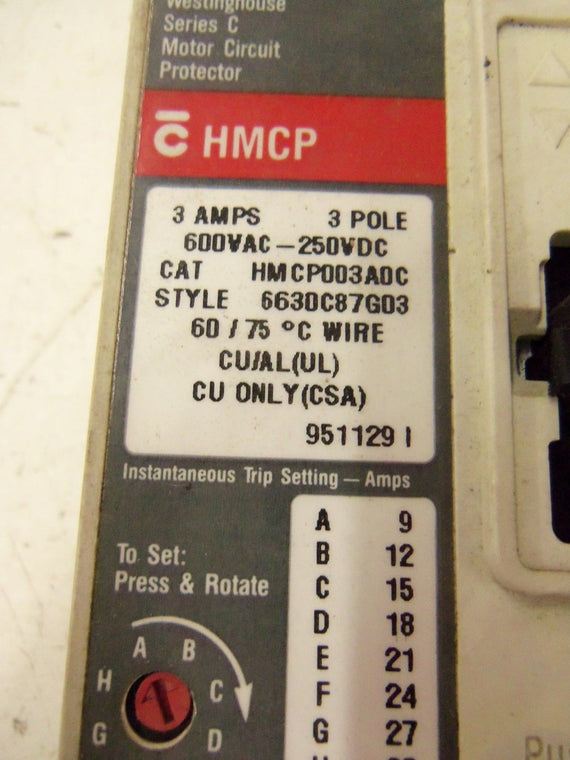 Westinghouse
Series C
Motor Circuit
Protector
C HMCP
3 AMPS 3 POLE
600VAC-250VDC
CAT HMCP003A0C
STYLE 6630C87G03
60 / 75 °C WIRE
CU/AL(UL)
CU ONLY(CSA)
951129 I
Instantaneous Trip Setting — Amps
A 9
B 12
C 15
D 18
E 21
F 24
G 27
H
To Set:
Press & Rotate
A B
H C
G D